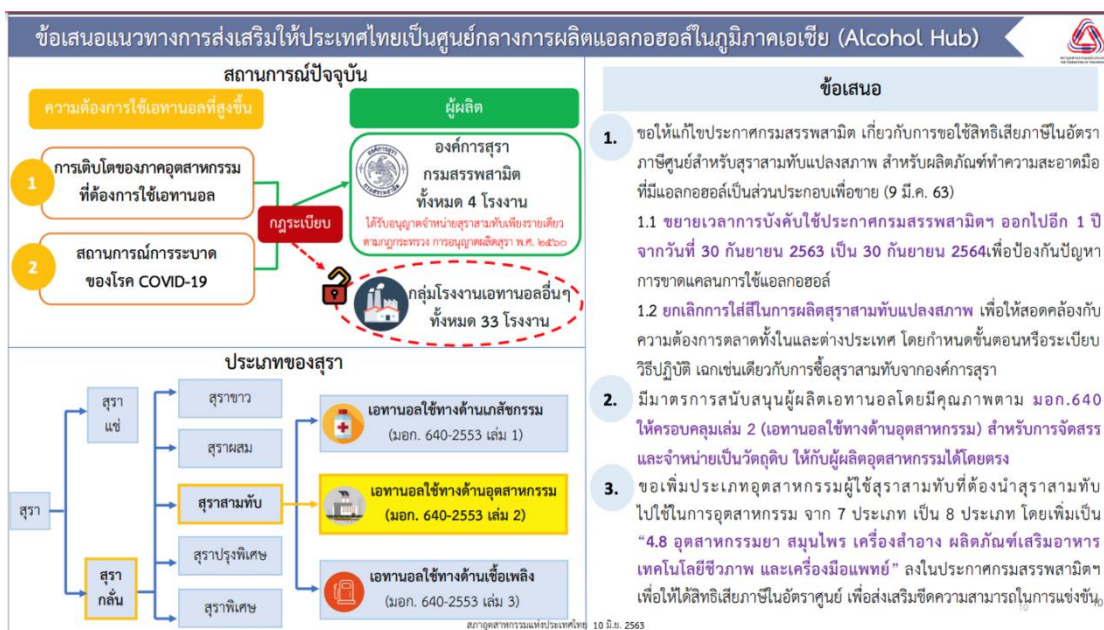 ข้อเสนอแนวทางการส่งเสริมให้ประเทศไทยเป็นศูนย์กลางการผลิตแอลกอฮอล์ในภูมิภาคเอเชีย (Alcohol Hub)
สถานการณ์ปัจจุบัน
ความต้องการใช้เอทานอลที่สูงขึ้น
ผู้ผลิต
1
การเติบโตของภาคอุตสาหกรรม
ที่ต้องการใช้เอทานอล
2
สถานการณ์การระบาด
ของโรค COVID-19
กฎระเบียบ
องค์การสุรา
กรมสรรพสามิต
ทั้งหมด 4 โรงงาน
ได้รับอนุญาตจำหน่ายสุราสามทับเพียงรายเดียว
ตามกฎกระทรวง การอนุญาตผลิตสุรา พ.ศ. ๒๕๖๐
กลุ่มโรงงานเอทานอลอื่นๆ
ทั้งหมด 33 โรงงาน
ประเภทของสุรา
สุรา
สุรา
แช่
สุรา
กลั่น
สุราขาว
สุราผสม
สุราสามทับ
สุราปรุงพิเศษ
สุราพิเศษ
เอทานอลใช้ทางด้านเภสัชกรรม
(มอก. 640-2553 เล่ม 1)
เอทานอลใช้ทางด้านอุตสาหกรรม
(มอก. 640-2553 เล่ม 2)
เอทานอลใช้ทางด้านเชื้อเพลิง
(มอก. 640-2553 เล่ม 3)
ข้อเสนอ
1. ขอให้แก้ไขประกาศกรมสรรพสามิต เกี่ยวกับการขอใช้สิทธิเสียภาษีในอัตรา
ภาษีศูนย์สำหรับสุราสามทับแปลงสภาพ สำหรับผลิตภัณฑ์ทำความสะอาดมือ
ที่มีแอลกอฮอล์เป็นส่วนประกอบเพื่อขาย (9 มี.ค. 63)
1.1 ขยายเวลาการบังคับใช้ประกาศกรมสรรพสามิตฯ ออกไปอีก 1 ปี
จากวันที่ 30 กันยายน 2563 เป็น 30 กันยายน 2564เพื่อป้องกันปัญหา
การขาดแคลนการใช้แอลกอฮอล์
1.2 ยกเลิกการใส่สีในการผลิตสุราสามทับแปลงสภาพ เพื่อให้สอดคล้องกับ
ความต้องการตลาดทั้งในและต่างประเทศ โดยกำหนดขั้นตอนหรือระเบียบ
วิธีปฏิบัติ เฉกเช่นเดียวกับการซื้อสุราสามทับจากองค์การสุรา
2. มีมาตรการสนับสนุนผู้ผลิตเอทานอลโดยมีคุณภาพตาม มอก.640
ให้ครอบคลุมเล่ม 2 (เอทานอลใช้ทางด้านอุตสาหกรรม) สำหรับการจัดสรร
และจำหน่ายเป็นวัตถุดิบ ให้กับผู้ผลิตอุตสาหกรรมได้โดยตรง
3. ขอเพิ่มประเภทอุตสาหกรรมผู้ใช้สุราสามทับที่ต้องนำสุราสามทับ
ไปใช้ในการอุตสาหกรรม จาก 7 ประเภท เป็น 8 ประเภท โดยเพิ่มเป็น
“4.8 อุตสาหกรรมยา สมุนไพร เครื่องสำอาง ผลิตภัณฑ์เสริมอาหาร
เทคโนโลยีชีวภาพ และเครื่องมือแพทย์” ลงในประกาศกรมสรรพสามิตฯ
เพื่อให้ได้สิทธิเสียภาษีในอัตราศูนย์ เพื่อส่งเสริมขีดความสามารถในการแข่งขัน
10
10
สภาอุตสาหกรรมแห่งประเทศไทย 10 มิ.ย. 2563